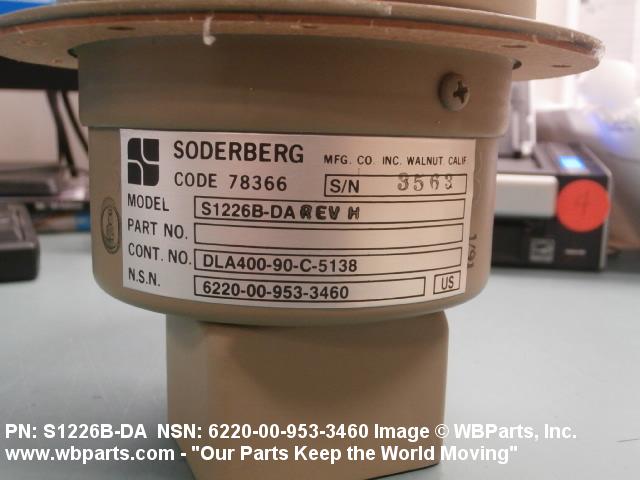 SODERBERG MFG. CO. INC. WALNUT, CALIF.
CODE 78366 S/N 3563
MODEL S1226B-DA REV H
PART NO.
CONT. NO. DLA400-90-C-5138
N.S.N. 6220-00-953-3460 US
1/91
4
PN: S1226B-DA NSN: 6220-00-953-3460 Image © WBParts, Inc.
www.wbparts.com - "Our Parts Keep the World Moving"